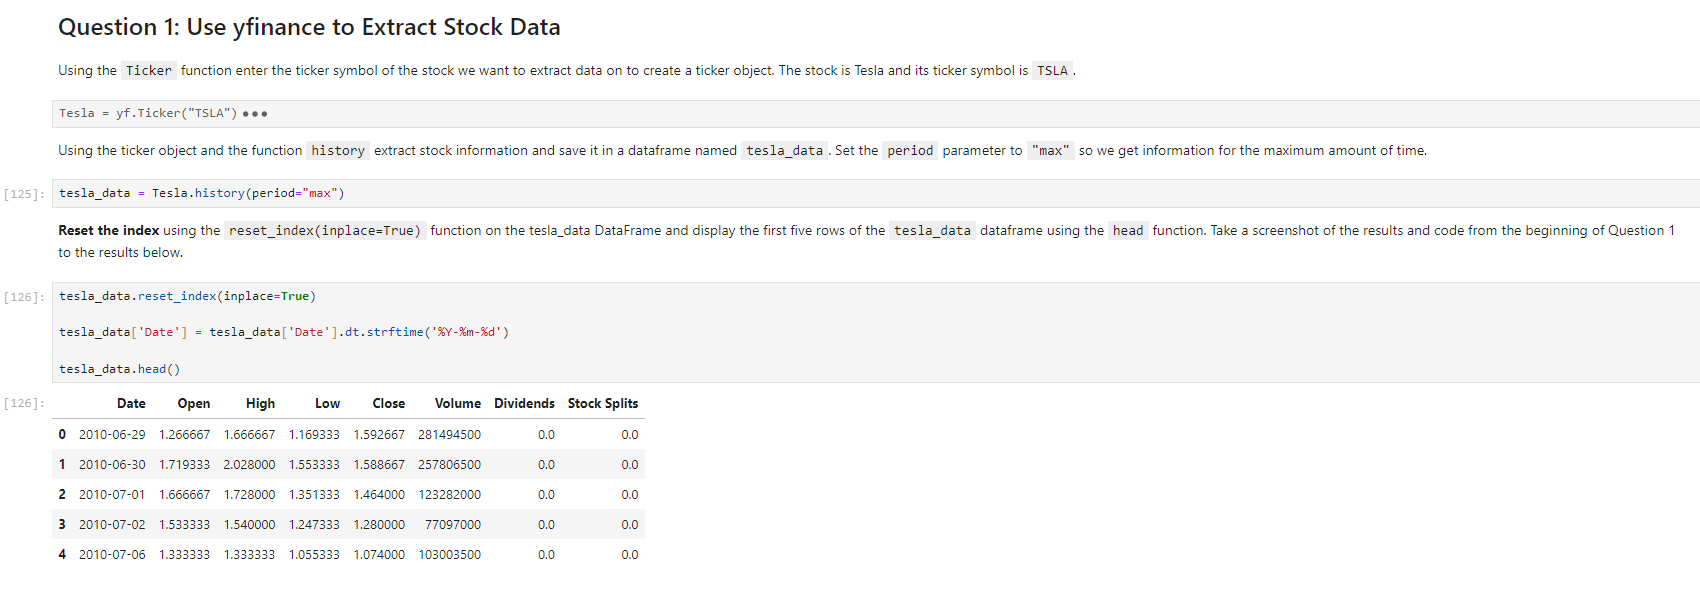 Question 1: Use yfinance to Extract Stock Data
Using the Ticker function enter the ticker symbol of the stock we want to extract data on to create a ticker object. The stock is Tesla and its ticker symbol is TSLA .
Tesla = yf.Ticker("TSLA") •••
Using the ticker object and the function history extract stock information and save it in a dataframe named tesla_data . Set the period parameter to "max" so we get information for the maximum amount of time.
[125]: tesla_data = Tesla.history(period="max")
Reset the index using the reset_index(inplace=True) function on the tesla_data DataFrame and display the first five rows of the tesla_data dataframe using the head function. Take a screenshot of the results and code from the beginning of Question 1
to the results below.
[126]: tesla_data.reset_index(inplace=True)
tesla_data['Date'] = tesla_data['Date'].dt.strftime('%Y-%m-%d')
tesla_data.head()
[126]: Date Open High Low Close Volume Dividends Stock Splits
0 2010-06-29 1.266667 1.666667 1.169333 1.592667 281494500 0.0 0.0
1 2010-06-30 1.719333 2.028000 1.553333 1.588667 257806500 0.0 0.0
2 2010-07-01 1.666667 1.728000 1.351333 1.464000 123282000 0.0 0.0
3 2010-07-02 1.533333 1.540000 1.247333 1.280000 77097000 0.0 0.0
4 2010-07-06 1.333333 1.333333 1.055333 1.074000 103003500 0.0 0.0